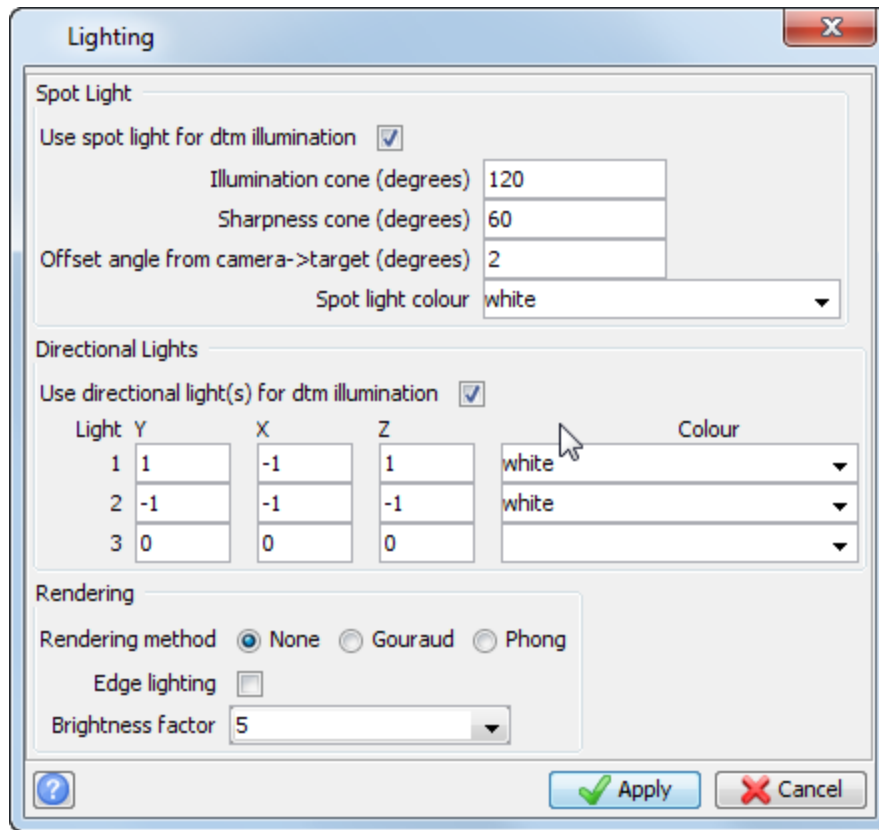 Lighting
Spot Light
Use spot light for dtm illumination
Illumination cone (degrees) 120
Sharpness cone (degrees) 60
Offset angle from camera->target (degrees) 2
Spot light colour white
Directional Lights
Use directional light(s) for dtm illumination
Light Y X Z Colour
1 1 -1 1 white
2 -1 -1 -1 white
3 0 0 0
Rendering
Rendering method None Gouraud Phong
Edge lighting
Brightness factor 5
? Apply Cancel